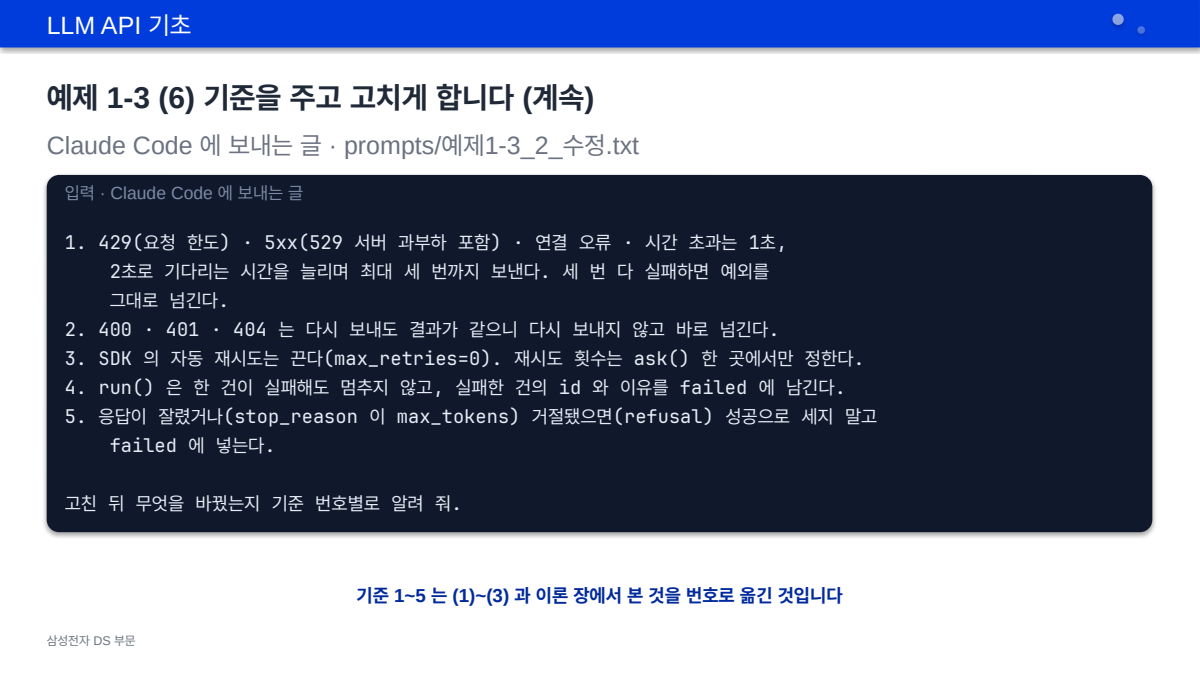 LLM API 기초
예제 1-3 (6) 기준을 주고 고치게 합니다 (계속)
Claude Code 에 보내는 글 · prompts/예제1-3_2_수정.txt
입력 · Claude Code 에 보내는 글
1. 429(요청 한도) · 5xx(529 서버 과부하 포함) · 연결 오류 · 시간 초과는 1초,
2초로 기다리는 시간을 늘리며 최대 세 번까지 보낸다. 세 번 다 실패하면 예외를
그대로 넘긴다.
2. 400 · 401 · 404 는 다시 보내도 결과가 같으니 다시 보내지 않고 바로 넘긴다.
3. SDK 의 자동 재시도는 끈다(max_retries=0). 재시도 횟수는 ask() 한 곳에서만 정한다.
4. run() 은 한 건이 실패해도 멈추지 않고, 실패한 건의 id 와 이유를 failed 에 남긴다.
5. 응답이 잘렸거나(stop_reason 이 max_tokens) 거절됐으면(refusal) 성공으로 세지 말고
failed 에 넣는다.
고친 뒤 무엇을 바꿨는지 기준 번호별로 알려 줘.
기준 1~5 는 (1)~(3) 과 이론 장에서 본 것을 번호로 옮긴 것입니다
삼성전자 DS 부문